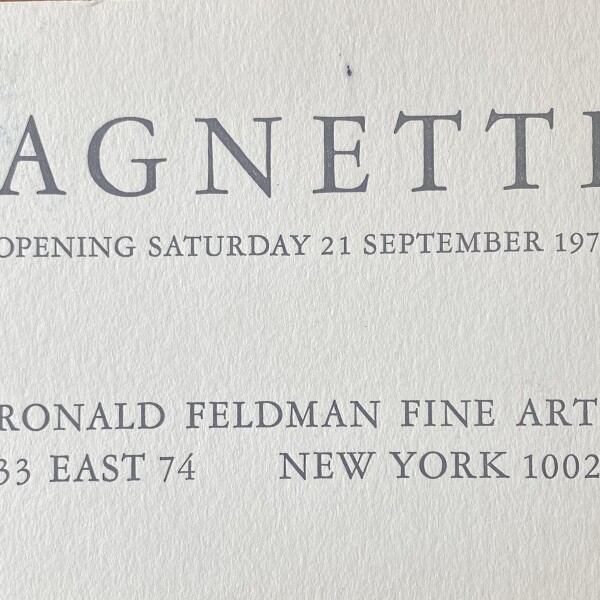 AGNETTI
OPENING SATURDAY 21 SEPTEMBER 197
RONALD FELDMAN FINE ART
33 EAST 74 NEW YORK 1002